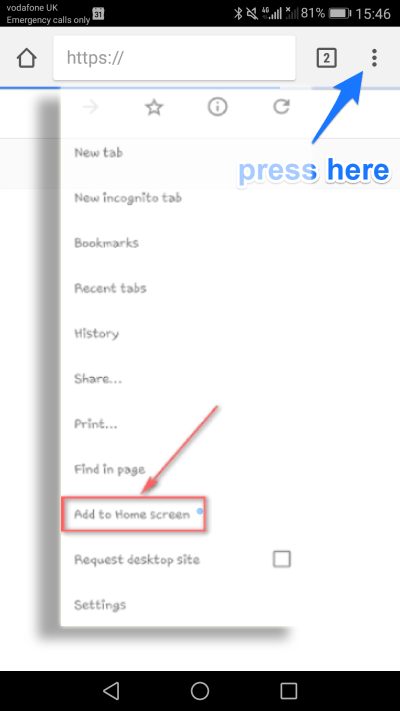 vodafone UK
Emergency calls only
31
4G
81%
15:46
https://
2
press here
New tab
New incognito tab
Bookmarks
Recent tabs
History
Share...
Print...
Find in page
Add to Home screen
Request desktop site
Settings